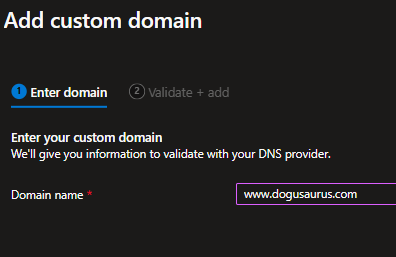 Add custom domain
1 Enter domain 2 Validate + add
Enter your custom domain
We'll give you information to validate with your DNS provider.
Domain name * www.dogusaurus.com